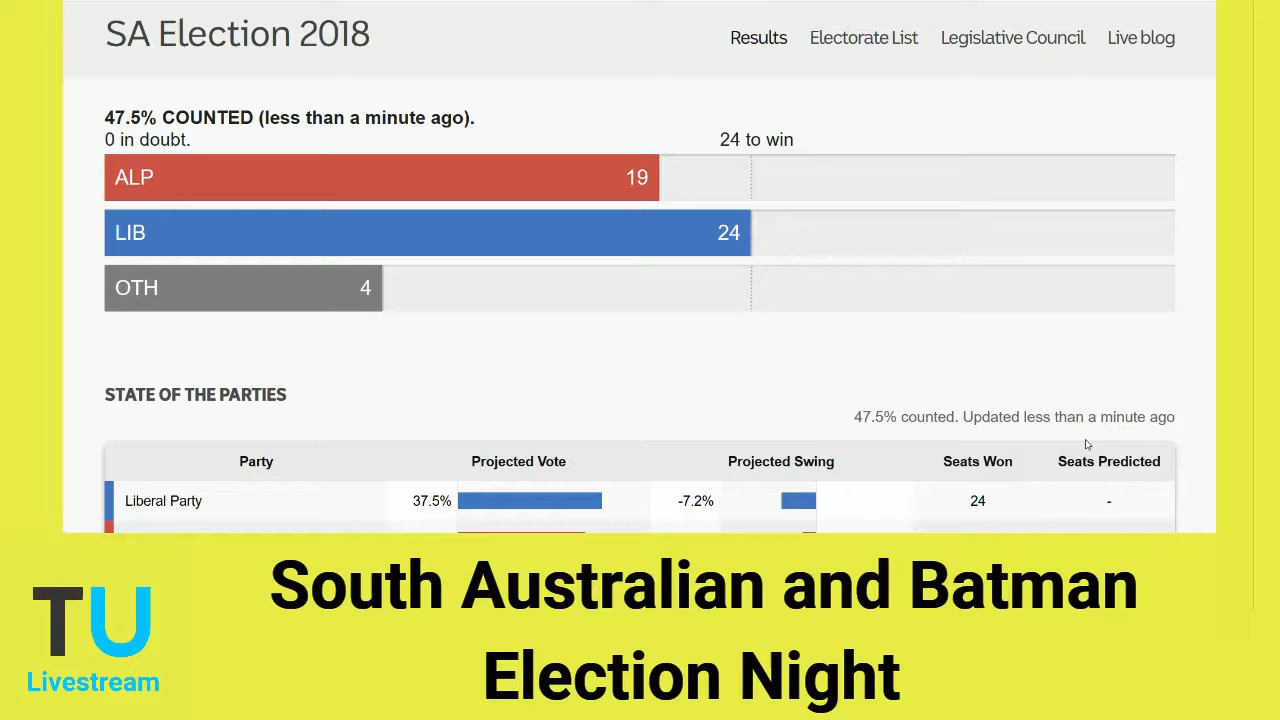 SA Election 2018
Results Electorate List Legislative Council Live blog
47.5% COUNTED (less than a minute ago).
0 in doubt. 24 to win
ALP 19
LIB 24
OTH 4
STATE OF THE PARTIES
47.5% counted. Updated less than a minute ago
Party Projected Vote Projected Swing Seats Won Seats Predicted
Liberal Party 37.5% -7.2% 24 -
South Australian and Batman
Election Night
TU
Livestream